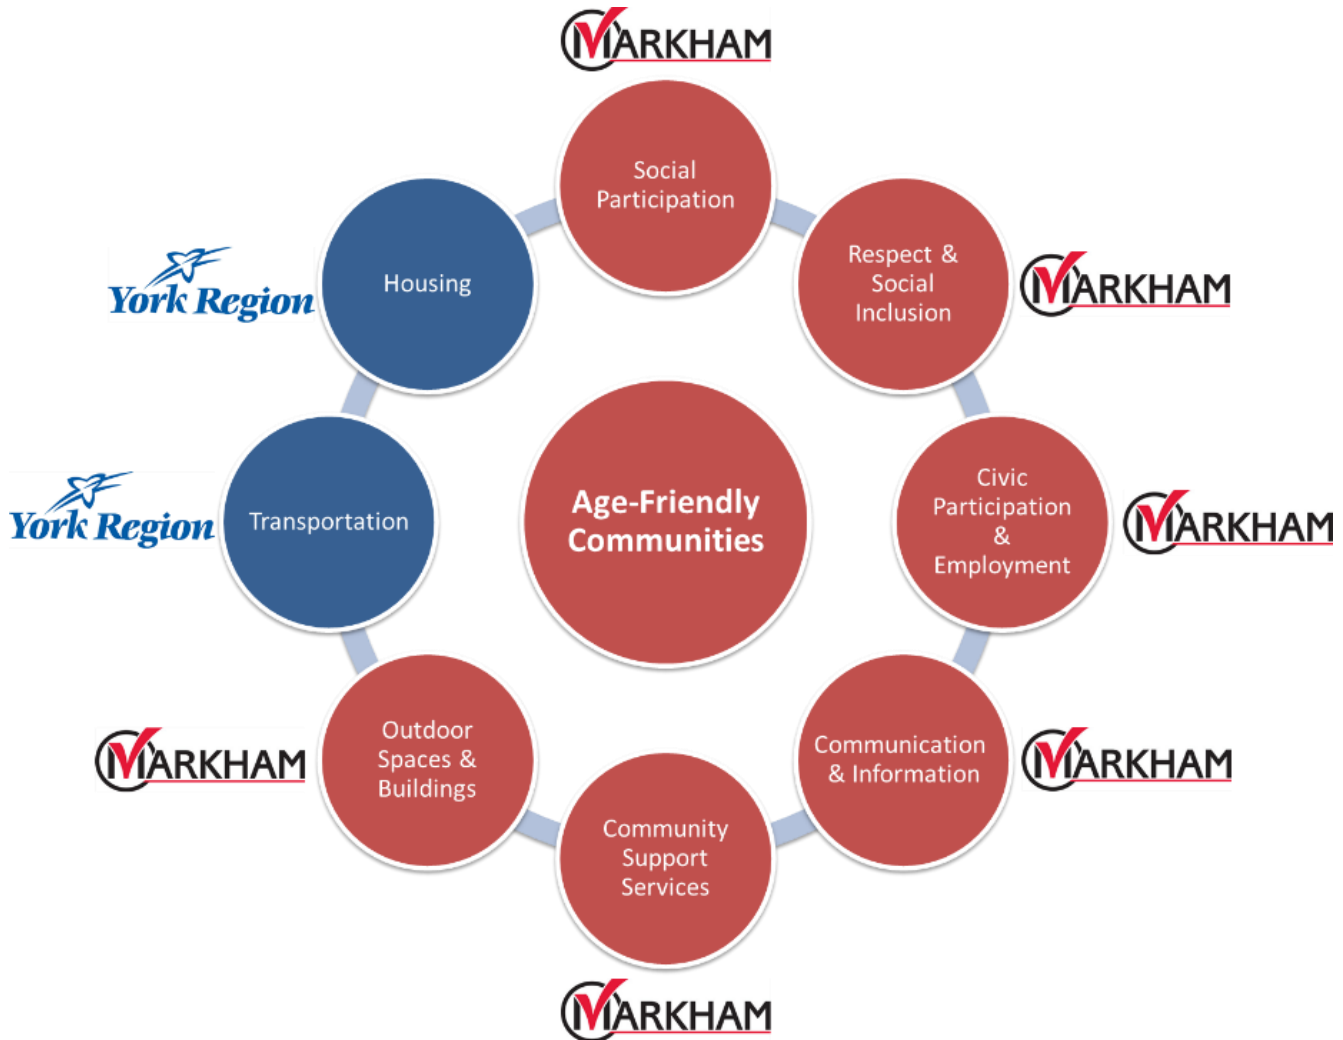 MARKHAM
Social
Participation
Housing
York Region
Respect &
Social
Inclusion
MARKHAM
Transportation
York Region
Age-Friendly
Communities
Civic
Participation
&
Employment
MARKHAM
MARKHAM
Outdoor
Spaces &
Buildings
Communication
& Information
MARKHAM
Community
Support
Services
MARKHAM